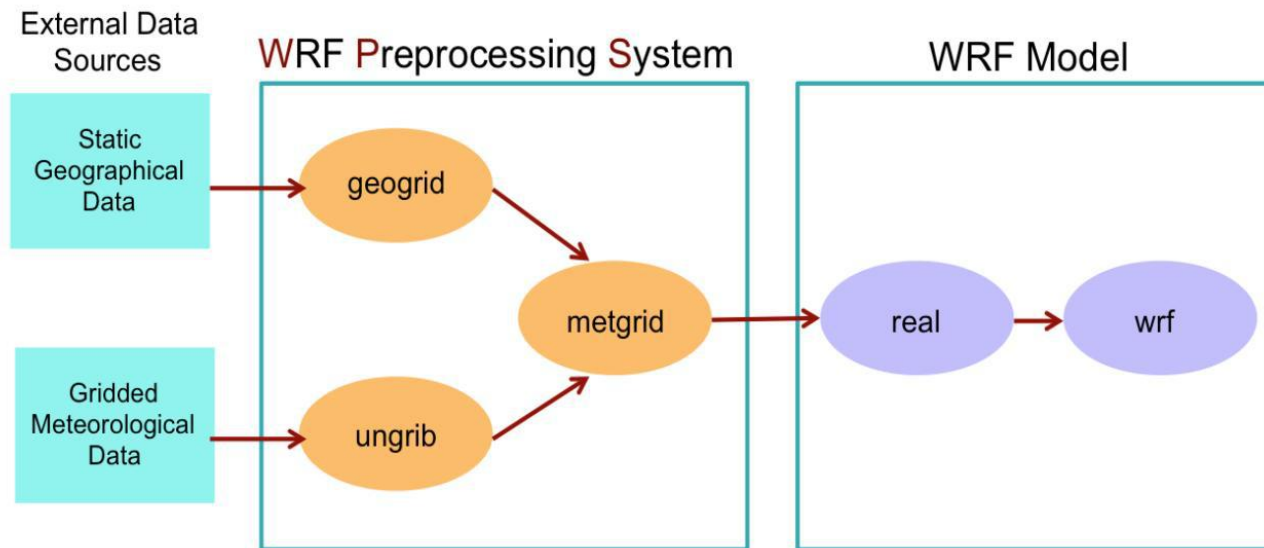 External Data
Sources
WRF Preprocessing System
WRF Model
Static
Geographical
Data
geogrid
metgrid
real
wrf
Gridded
Meteorological
Data
ungrib